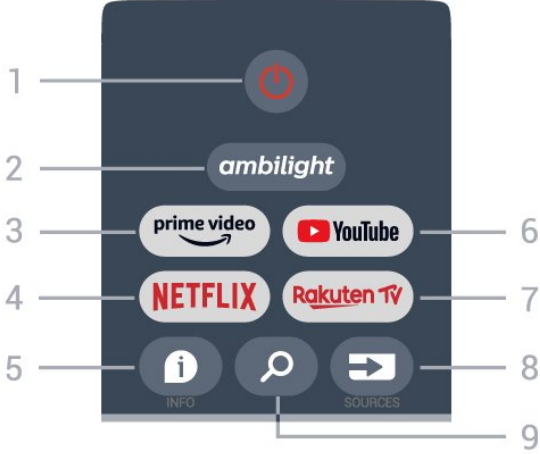 1
2 ambilight
3 prime video YouTube 6
4 NETFLIX Rakuten TV 7
5 i 8
INFO SOURCES
9